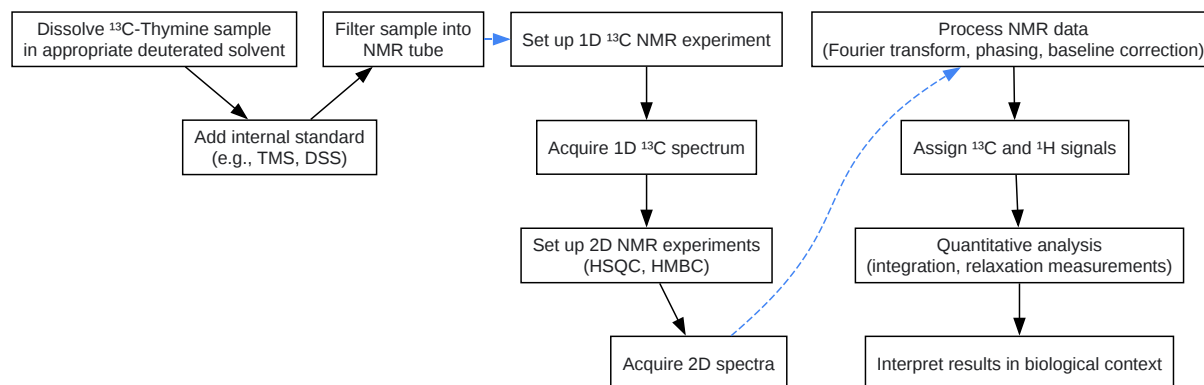 Dissolve ¹³C-Thymine sample
in appropriate deuterated solvent
Add internal standard
(e.g., TMS, DSS)
Filter sample into
NMR tube
Set up 1D ¹³C NMR experiment
Acquire 1D ¹³C spectrum
Set up 2D NMR experiments
(HSQC, HMBC)
Acquire 2D spectra
Process NMR data
(Fourier transform, phasing, baseline correction)
Assign ¹³C and ¹H signals
Quantitative analysis
(integration, relaxation measurements)
Interpret results in biological context